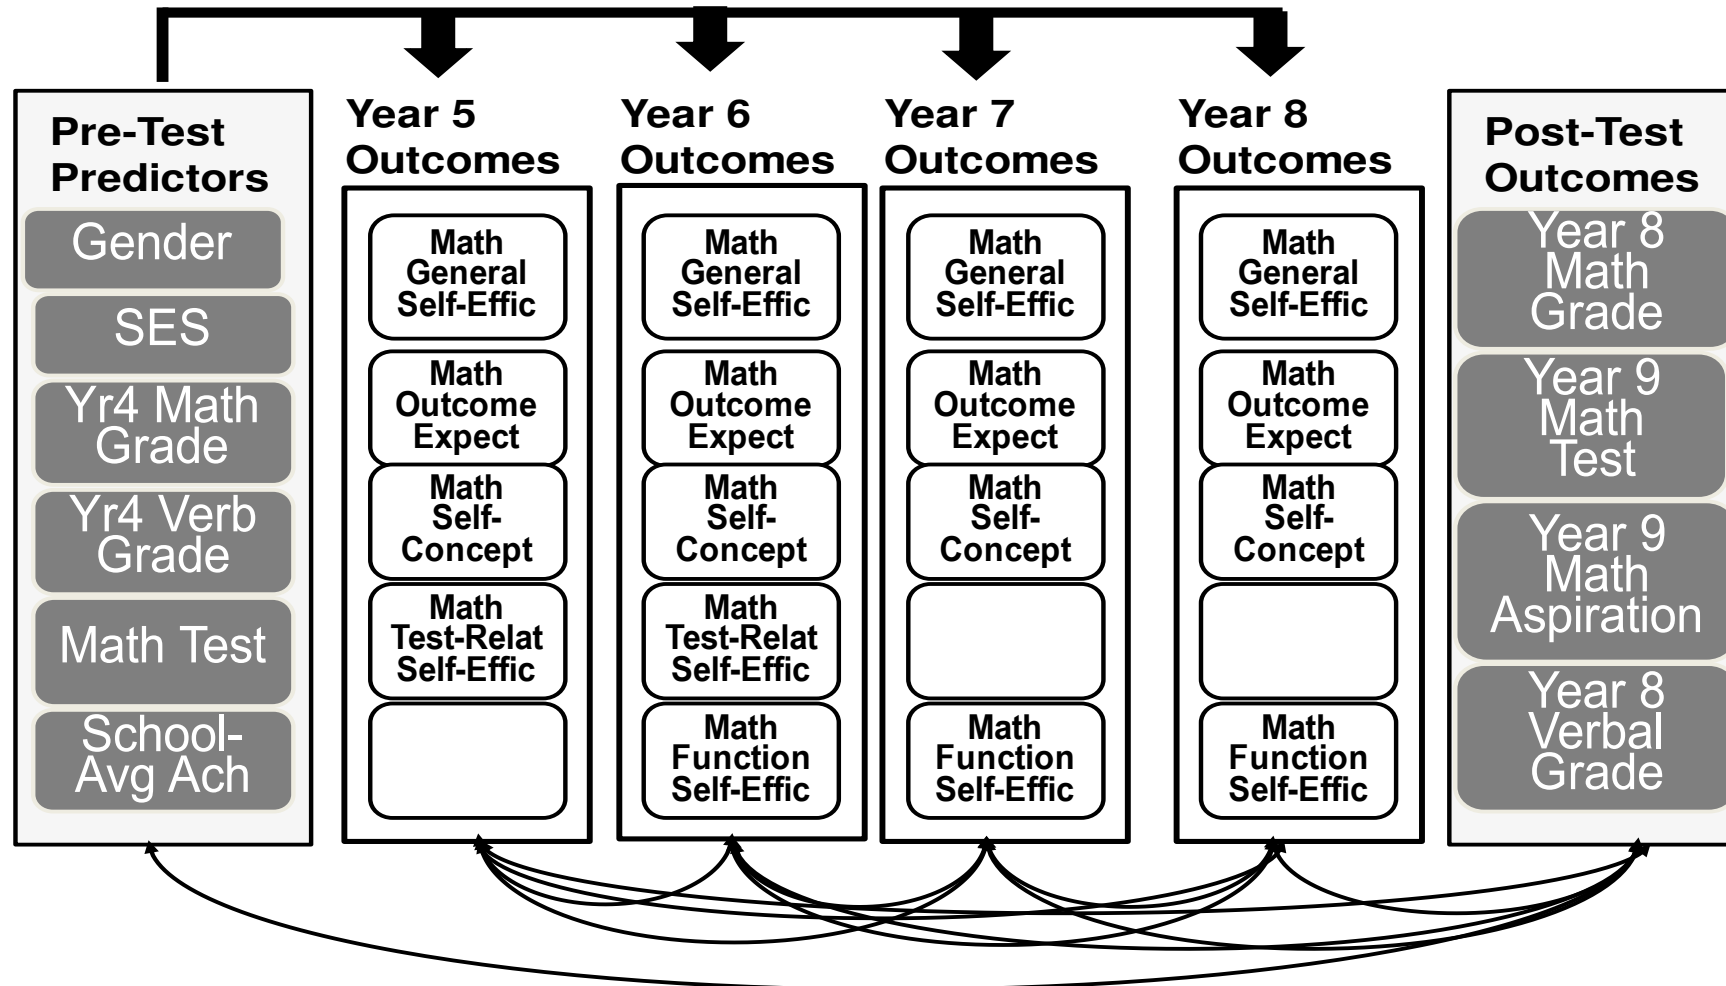 Pre-Test
Predictors
Gender
SES
Yr4 Math
Grade
Yr4 Verb
Grade
Math Test
School-
Avg Ach
Year 5
Outcomes
Math
General
Self-Effic
Math
Outcome
Expect
Math
Self-
Concept
Math
Test-Relat
Self-Effic
Year 6
Outcomes
Math
General
Self-Effic
Math
Outcome
Expect
Math
Self-
Concept
Math
Test-Relat
Self-Effic
Math
Function
Self-Effic
Year 7
Outcomes
Math
General
Self-Effic
Math
Outcome
Expect
Math
Self-
Concept
Math
Function
Self-Effic
Year 8
Outcomes
Math
General
Self-Effic
Math
Outcome
Expect
Math
Self-
Concept
Math
Function
Self-Effic
Post-Test
Outcomes
Year 8
Math
Grade
Year 9
Math
Test
Year 9
Math
Aspiration
Year 8
Verbal
Grade